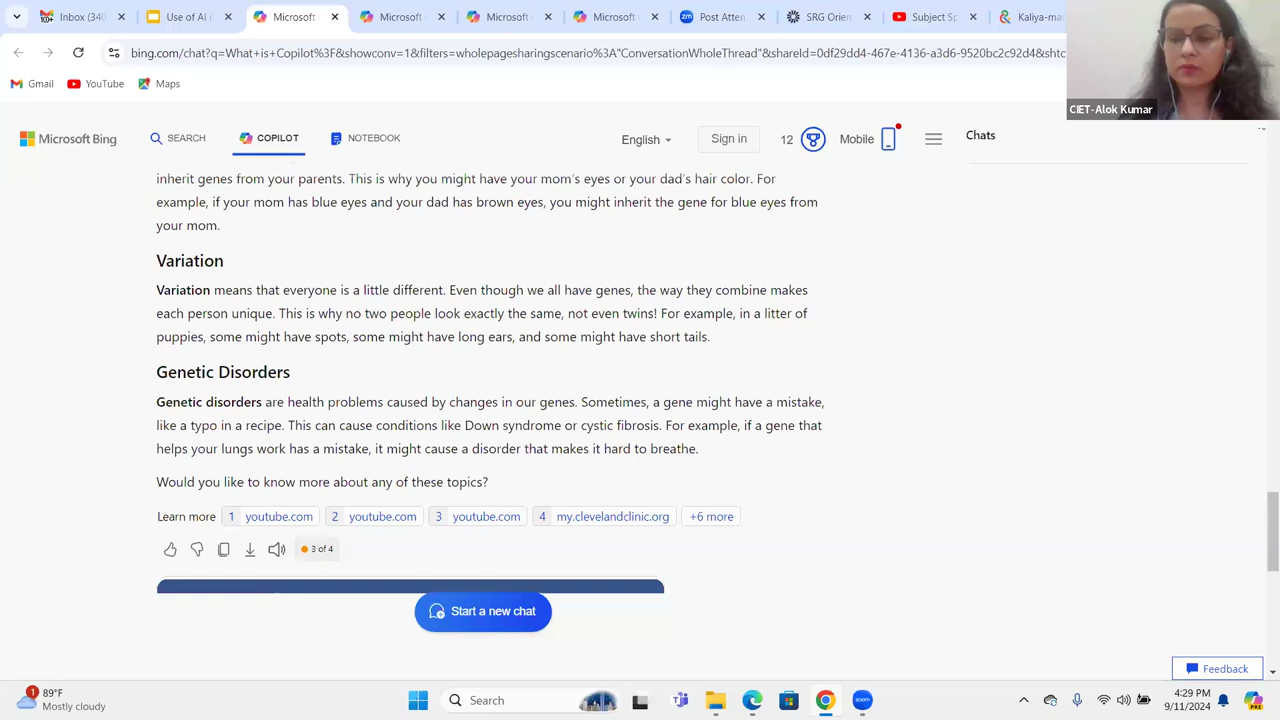 Inbox (340
Use of AI i
Microsoft
Microsoft
Microsoft
Microsoft
Post Atten
SRG Orien
Subject Sp
Kaliya-mar
bing.com/chat?q=What+is+Copilot%3F&showconv=1&filters=wholepagesharingscenario%3A"ConversationWholeThread"&shareId=0df29dd4-467e-4136-a3d6-9520bc2c92d4&shtc
Gmail
YouTube
Maps
CIET-Alok Kumar
Microsoft Bing
SEARCH
COPILOT
NOTEBOOK
English
Sign in
12
Mobile
Chats
inherit genes from your parents. This is why you might have your mom's eyes or your dad's hair color. For
example, if your mom has blue eyes and your dad has brown eyes, you might inherit the gene for blue eyes from
your mom.
Variation
Variation means that everyone is a little different. Even though we all have genes, the way they combine makes
each person unique. This is why no two people look exactly the same, not even twins! For example, in a litter of
puppies, some might have spots, some might have long ears, and some might have short tails.
Genetic Disorders
Genetic disorders are health problems caused by changes in our genes. Sometimes, a gene might have a mistake,
like a typo in a recipe. This can cause conditions like Down syndrome or cystic fibrosis. For example, if a gene that
helps your lungs work has a mistake, it might cause a disorder that makes it hard to breathe.
Would you like to know more about any of these topics?
Learn more 1 youtube.com 2 youtube.com 3 youtube.com 4 my.clevelandclinic.org +6 more
3 of 4
Start a new chat
Feedback
1
89°F
Mostly cloudy
Search
zoom
PRE
4:29 PM
9/11/2024